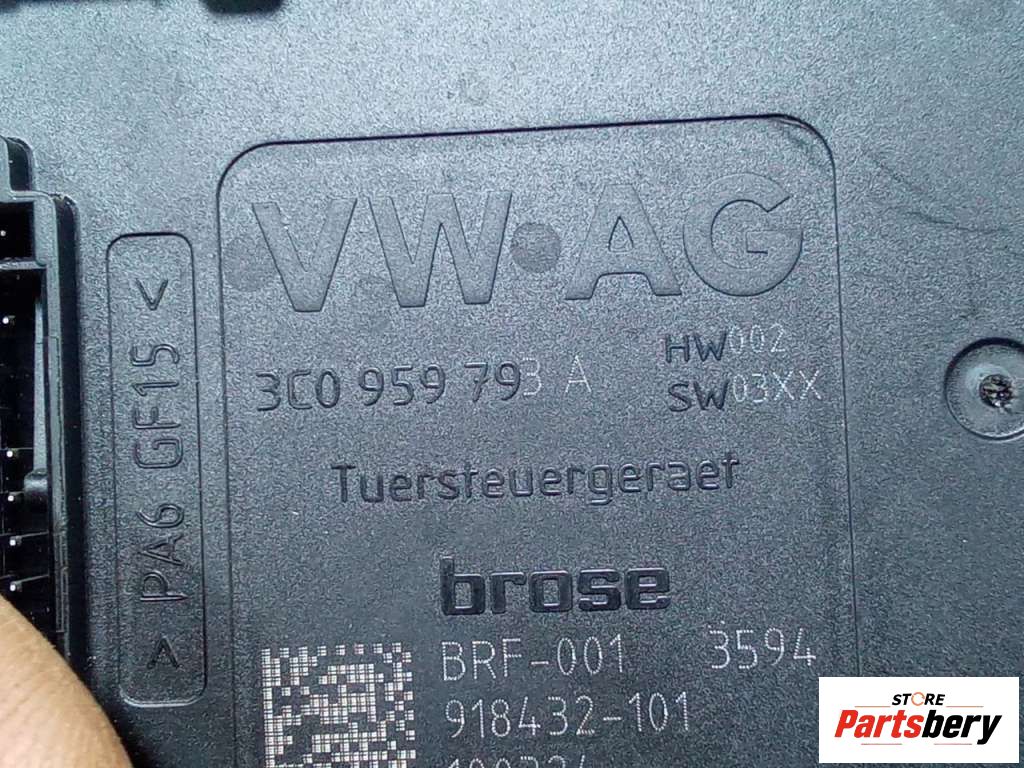 VW·AG
HW002
3C0 959 793 A
SW03XX
Tuersteuergeraet
brose
BRF-001 3594
918432-101
>PA6 GF15<
STORE
Partsbery